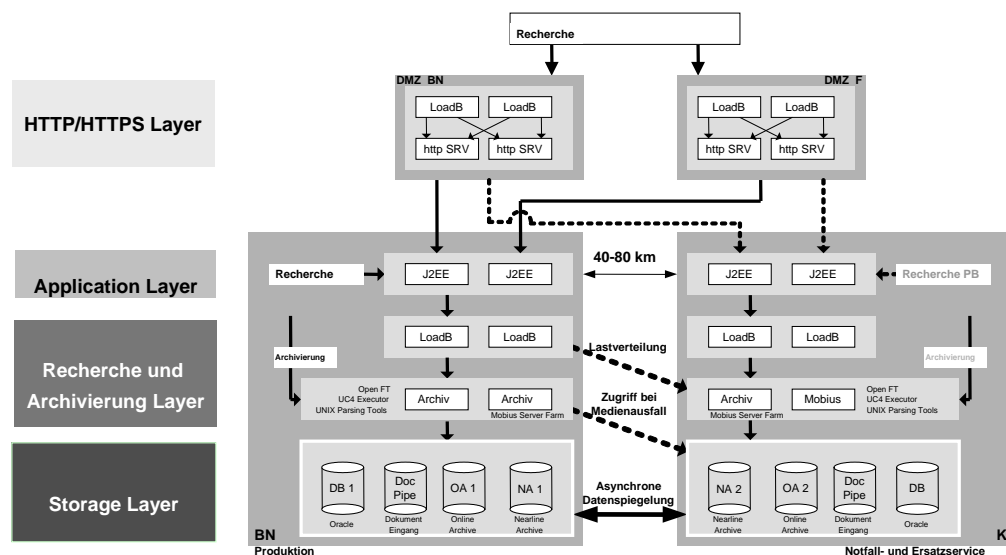 Recherche
DMZ BN
DMZ F
HTTP/HTTPS Layer
LoadB LoadB
LoadB LoadB
http SRV http SRV
http SRV http SRV
40-80 km
Application Layer
Recherche
J2EE J2EE
J2EE J2EE
Recherche PB
Recherche und
Archivierung Layer
LoadB LoadB
Lastverteilung
LoadB LoadB
Archivierung
Archivierung
Open FT
UC4 Executor
UNIX Parsing Tools
Archiv Archiv
Mobius Server Farm
Zugriff bei
Medienausfall
Archiv Mobius
Mobius Server Farm
Open FT
UC4 Executor
UNIX Parsing Tools
Storage Layer
DB 1
Oracle
Doc
Pipe
Dokument
Eingang
OA 1
Online
Archive
NA 1
Nearline
Archive
Asynchrone
Datenspiegelung
NA 2
Nearline
Archive
OA 2
Online
Archive
Doc
Pipe
Dokument
Eingang
DB
Oracle
BN
K
Produktion
Notfall- und Ersatzservice